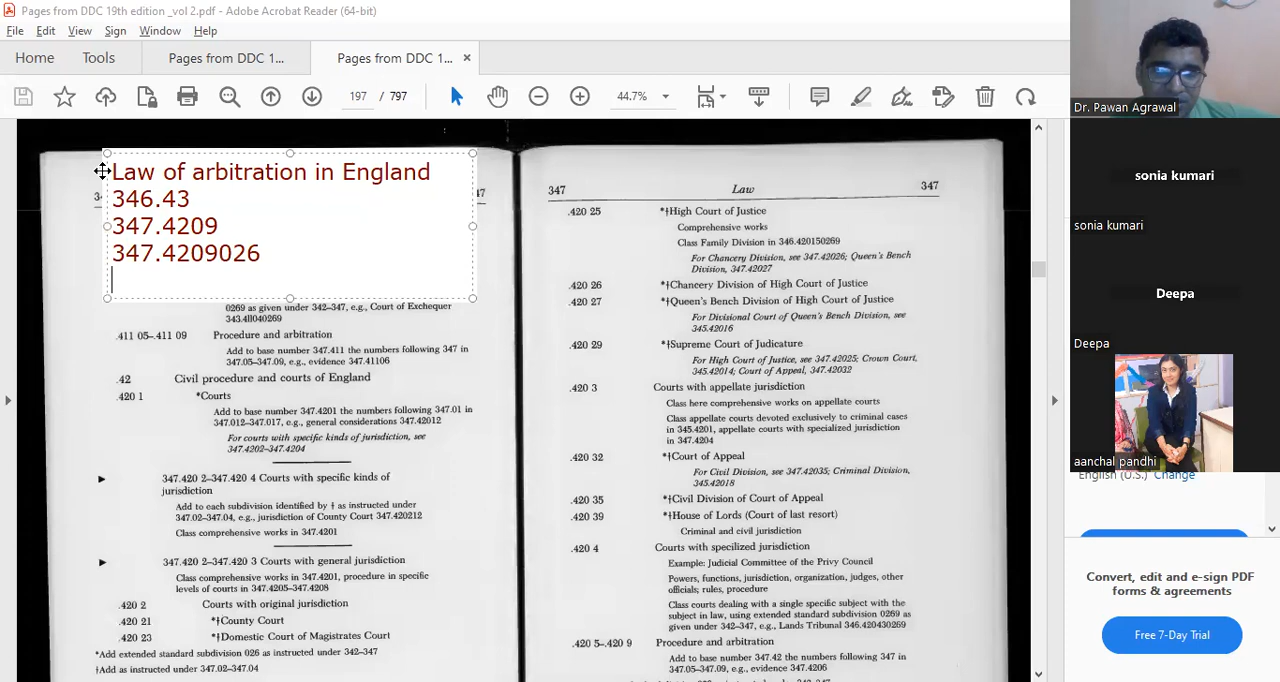 Pages from DDC 19th edition _vol 2.pdf - Adobe Acrobat Reader (64-bit)
File Edit View Sign Window Help
Home Tools Pages from DDC 1... Pages from DDC 1... ×
197 / 797 44.7%
Law of arbitration in England
346.43
347.4209
347.4209026
0269 as given under 342–347, e.g., Court of Exchequer
343.411040269
.411 05–.411 09 Procedure and arbitration
Add to base number 347.411 the numbers following 347 in
347.05–347.09, e.g., evidence 347.41106
.42 Civil procedure and courts of England
.420 1 *Courts
Add to base number 347.4201 the numbers following 347.01 in
347.012–347.017, e.g., general considerations 347.42012
For courts with specific kinds of jurisdiction, see
347.4202–347.4204
347.420 2–347.420 4 Courts with specific kinds of
jurisdiction
Add to each subdivision identified by † as instructed under
347.02–347.04, e.g., jurisdiction of County Court 347.420212
Class comprehensive works in 347.4201
347.420 2–347.420 3 Courts with general jurisdiction
Class comprehensive works in 347.4201, procedure in specific
levels of courts in 347.4205–347.4208
.420 2 Courts with original jurisdiction
.420 21 *†County Court
.420 23 *†Domestic Court of Magistrates Court
*Add extended standard subdivision 026 as instructed under 342–347
†Add as instructed under 347.02–347.04
347 Law 347
.420 25 *†High Court of Justice
Comprehensive works
Class Family Division in 346.420150269
For Chancery Division, see 347.42026; Queen's Bench
Division, 347.42027
.420 26 *†Chancery Division of High Court of Justice
.420 27 *†Queen's Bench Division of High Court of Justice
For Divisional Court of Queen's Bench Division, see
345.42016
.420 29 *†Supreme Court of Judicature
For High Court of Justice, see 347.42025; Crown Court,
345.42014; Court of Appeal, 347.42032
.420 3 Courts with appellate jurisdiction
Class here comprehensive works on appellate courts
Class appellate courts devoted exclusively to criminal cases
in 345.4201, appellate courts with specialized jurisdiction
in 347.4204
.420 32 *†Court of Appeal
For Civil Division, see 347.42035; Criminal Division,
345.42018
.420 35 *†Civil Division of Court of Appeal
.420 39 *†House of Lords (Court of last resort)
Criminal and civil jurisdiction
.420 4 Courts with specialized jurisdiction
Example: Judicial Committee of the Privy Council
Powers, functions, jurisdiction, organization, judges, other
officials; rules, procedure
Class courts dealing with a single specific subject with the
subject in law, using extended standard subdivision 0269 as
given under 342–347, e.g., Lands Tribunal 346.420430269
.420 5–.420 9 Procedure and arbitration
Add to base number 347.42 the numbers following 347 in
347.05–347.09, e.g., evidence 347.4206
Dr. Pawan Agrawal
sonia kumari
sonia kumari
Deepa
Deepa
aanchal pandhi
English (U.S.) Change
Convert, edit and e-sign PDF
forms & agreements
Free 7-Day Trial